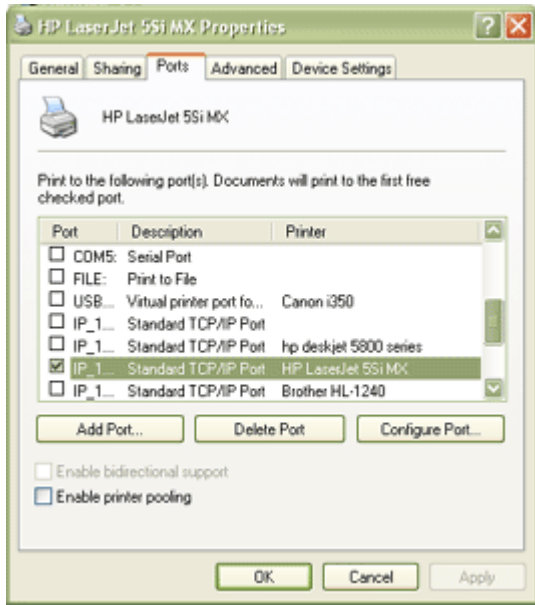 HP LaserJet 5Si MX Properties
General Sharing Ports Advanced Device Settings
HP LaserJet 5Si MX
Print to the following port(s). Documents will print to the first free
checked port.
Port Description Printer
COM5: Serial Port
FILE: Print to File
USB... Virtual printer port fo... Canon i350
IP_1... Standard TCP/IP Port
IP_1... Standard TCP/IP Port hp deskjet 5800 series
IP_1... Standard TCP/IP Port HP LaserJet 5Si MX
IP_1... Standard TCP/IP Port Brother HL-1240
Add Port... Delete Port Configure Port...
Enable bidirectional support
Enable printer pooling
OK Cancel Apply